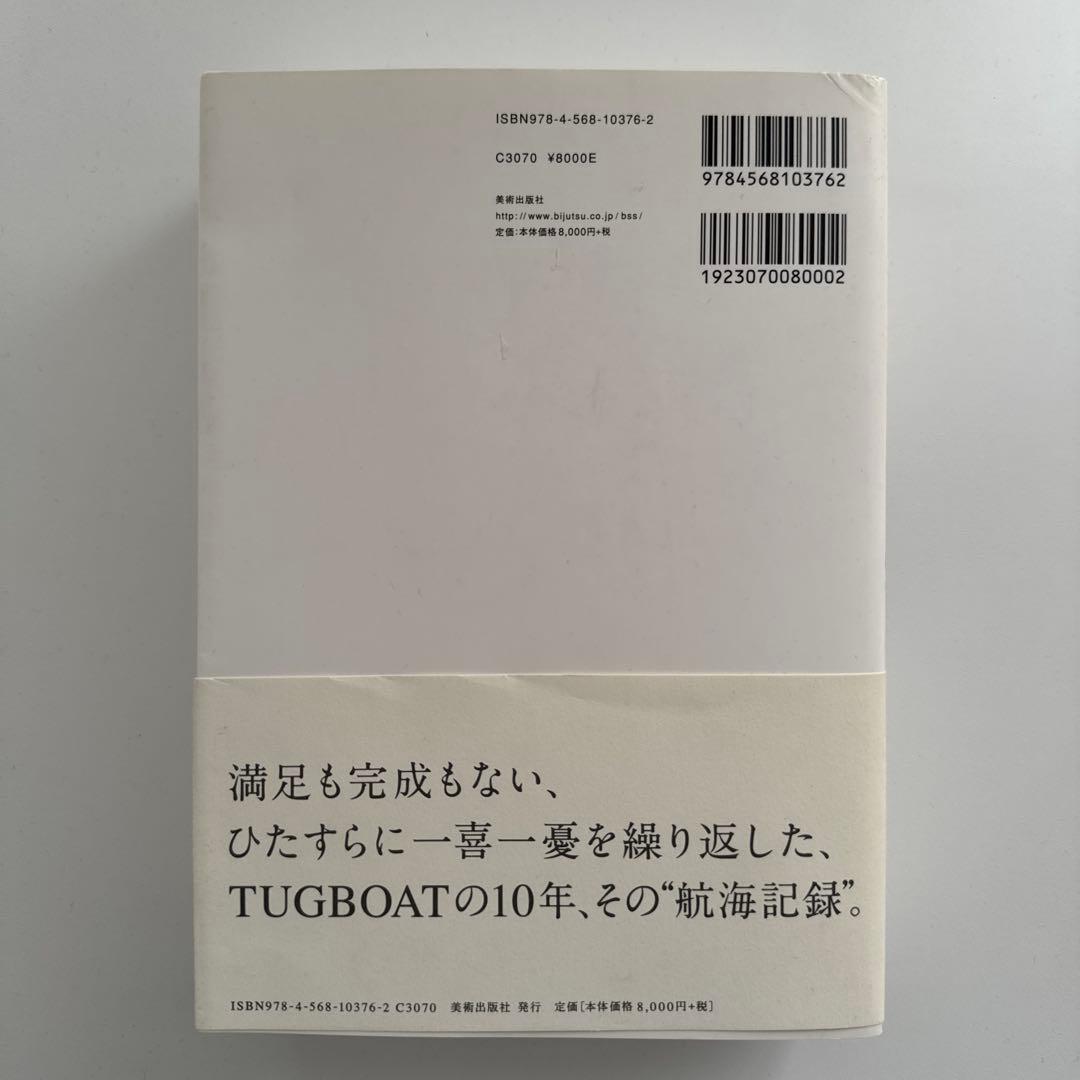 ISBN978-4-568-10376-2
C3070 ¥8000E
美術出版社
http://www.bijutsu.co.jp/bss/
定価:本体価格8,000円+税
9784568103762
1923070080002
満足も完成もない、
ひたすらに一喜一憂を繰り返した、
TUGBOATの10年、その“航海記録”。
ISBN978-4-568-10376-2 C3070 美術出版社 発行 定価[本体価格 8,000円+税]